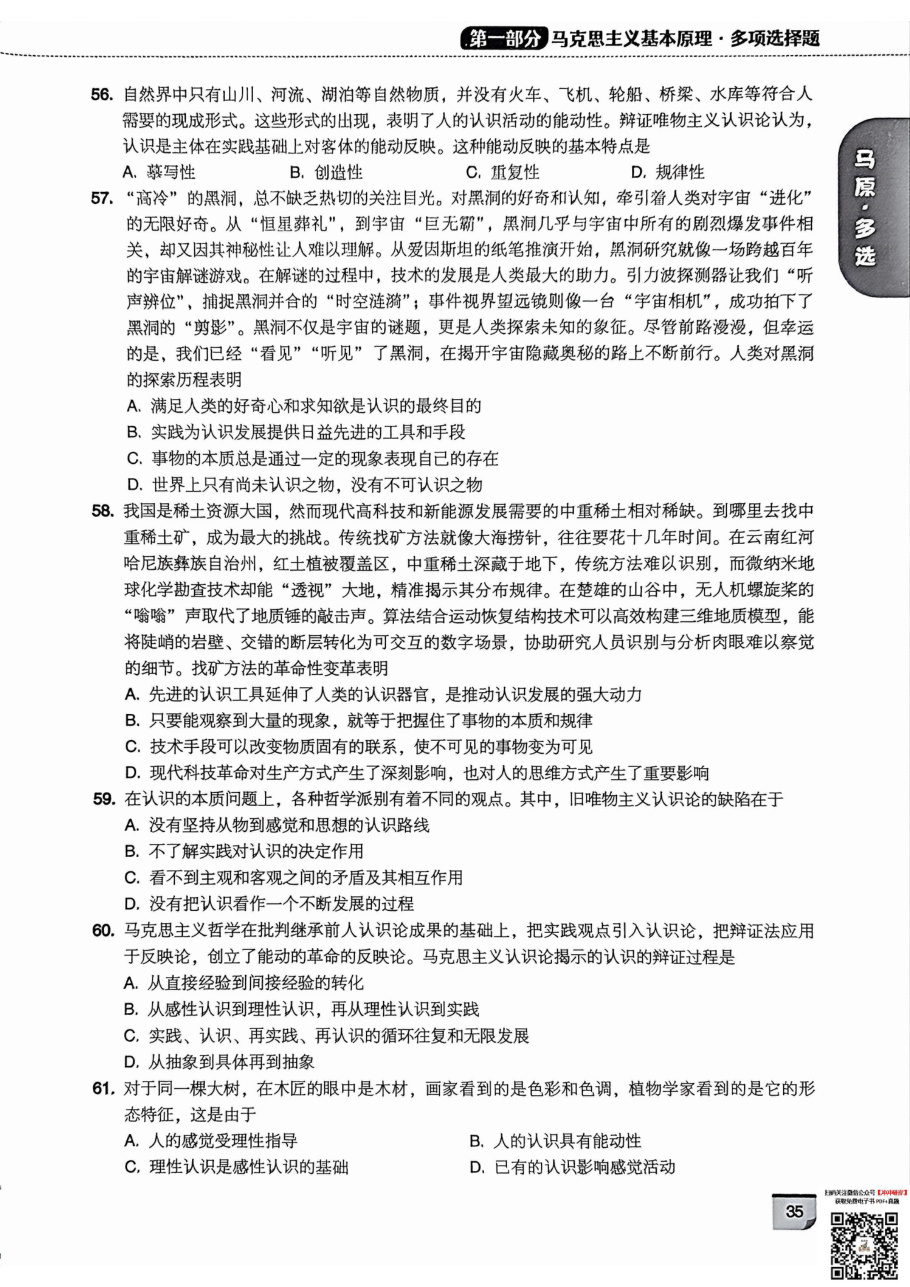 第一部分 马克思主义基本原理·多项选择题
56. 自然界中只有山川、河流、湖泊等自然物质，并没有火车、飞机、轮船、桥梁、水库等符合人
需要的现成形式。这些形式的出现，表明了人的认识活动的能动性。辩证唯物主义认识论认为，
认识是主体在实践基础上对客体的能动反映。这种能动反映的基本特点是
A. 摹写性 B. 创造性 C. 重复性 D. 规律性
57. “高冷”的黑洞，总不缺乏热切的关注目光。对黑洞的好奇和认知，牵引着人类对宇宙“进化”
的无限好奇。从“恒星葬礼”，到宇宙“巨无霸”，黑洞几乎与宇宙中所有的剧烈爆发事件相
关，却又因其神秘性让人难以理解。从爱因斯坦的纸笔推演开始，黑洞研究就像一场跨越百年
的宇宙解谜游戏。在解谜的过程中，技术的发展是人类最大的助力。引力波探测器让我们“听
声辨位”，捕捉黑洞并合的“时空涟漪”；事件视界望远镜则像一台“宇宙相机”，成功拍下了
黑洞的“剪影”。黑洞不仅是宇宙的谜题，更是人类探索未知的象征。尽管前路漫漫，但幸运
的是，我们已经“看见”“听见”了黑洞，在揭开宇宙隐藏奥秘的路上不断前行。人类对黑洞
的探索历程表明
A. 满足人类的好奇心和求知欲是认识的最终目的
B. 实践为认识发展提供日益先进的工具和手段
C. 事物的本质总是通过一定的现象表现自己的存在
D. 世界上只有尚未认识之物，没有不可认识之物
58. 我国是稀土资源大国，然而现代高科技和新能源发展需要的中重稀土相对稀缺。到哪里去找中
重稀土矿，成为最大的挑战。传统找矿方法就像大海捞针，往往要花十几年时间。在云南红河
哈尼族彝族自治州，红土植被覆盖区，中重稀土深藏于地下，传统方法难以识别，而微纳米地
球化学勘查技术却能“透视”大地，精准揭示其分布规律。在楚雄的山谷中，无人机螺旋桨的
“嗡嗡”声取代了地质锤的敲击声。算法结合运动恢复结构技术可以高效构建三维地质模型，能
将陡峭的岩壁、交错的断层转化为可交互的数字场景，协助研究人员识别与分析肉眼难以察觉
的细节。找矿方法的革命性变革表明
A. 先进的认识工具延伸了人类的认识器官，是推动认识发展的强大动力
B. 只要能观察到大量的现象，就等于把握住了事物的本质和规律
C. 技术手段可以改变物质固有的联系，使不可见的事物变为可见
D. 现代科技革命对生产方式产生了深刻影响，也对人的思维方式产生了重要影响
59. 在认识的本质问题上，各种哲学派别有着不同的观点。其中，旧唯物主义认识论的缺陷在于
A. 没有坚持从物到感觉和思想的认识路线
B. 不了解实践对认识的决定作用
C. 看不到主观和客观之间的矛盾及其相互作用
D. 没有把认识看作一个不断发展的过程
60. 马克思主义哲学在批判继承前人认识论成果的基础上，把实践观点引入认识论，把辩证法应用
于反映论，创立了能动的革命的反映论。马克思主义认识论揭示的认识的辩证过程是
A. 从直接经验到间接经验的转化
B. 从感性认识到理性认识，再从理性认识到实践
C. 实践、认识、再实践、再认识的循环往复和无限发展
D. 从抽象到具体再到抽象
61. 对于同一棵大树，在木匠的眼中是木材，画家看到的是色彩和色调，植物学家看到的是它的形
态特征，这是由于
A. 人的感觉受理性指导 B. 人的认识具有能动性
C. 理性认识是感性认识的基础 D. 已有的认识影响感觉活动
马原·多选
35
扫码关注微信公众号【冲冲研官】
获取免费电子书PDF+真题